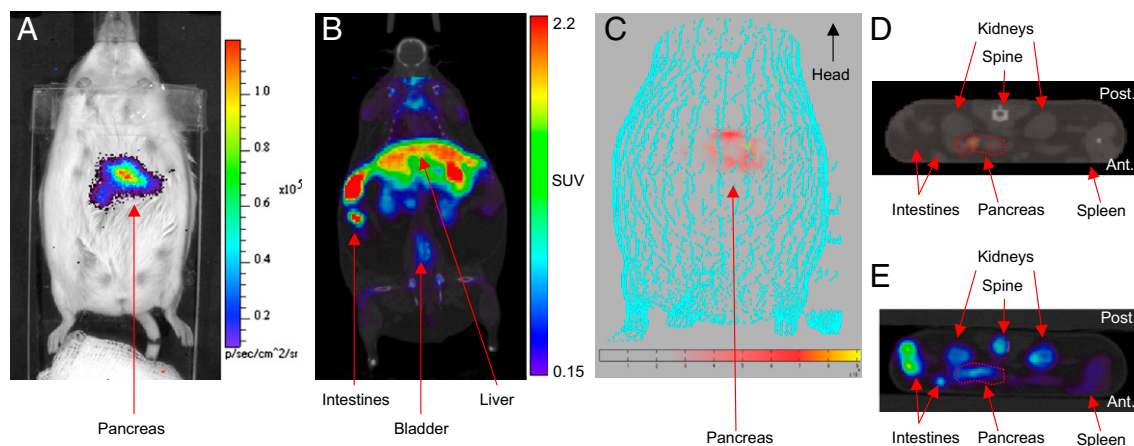 A
1.0
0.8
x10⁵
0.6
0.4
0.2
p/sec/cm^2/sr
Pancreas
B
2.2
SUV
0.15
Intestines
Liver
Bladder
C
Head
Pancreas
D
Kidneys
Spine
Post.
Ant.
Intestines
Pancreas
Spleen
Kidneys
Spine
E
Post.
Ant.
Intestines
Pancreas
Spleen